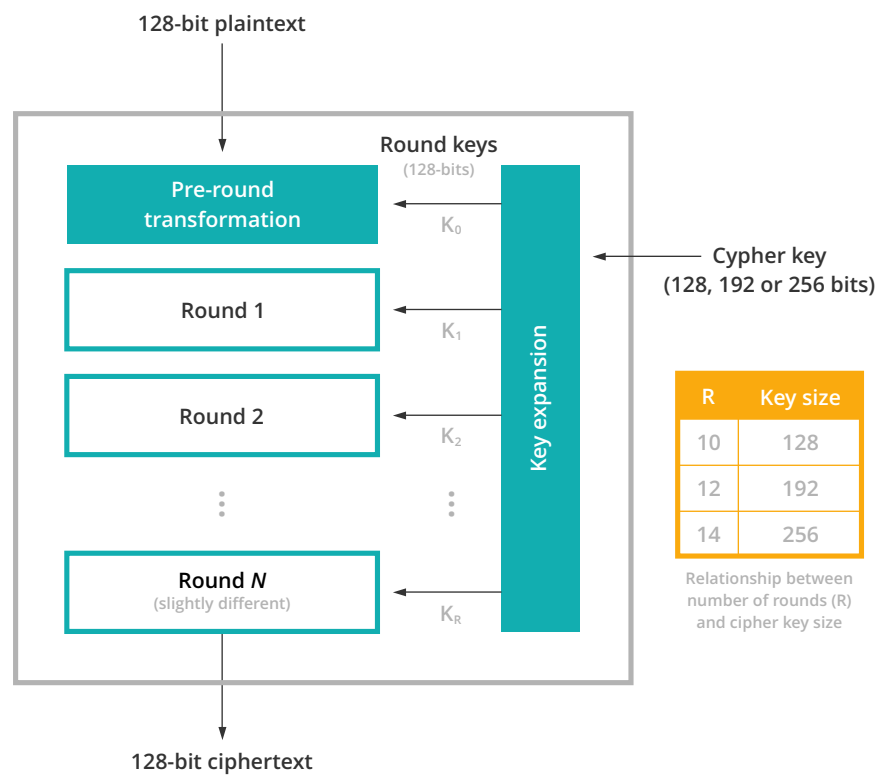 128-bit plaintext
Round keys
(128-bits)
Pre-round
transformation
K₀
Cypher key
(128, 192 or 256 bits)
Round 1
K₁
Key expansion
Round 2
K₂
R Key size
10 128
12 192
14 256
Relationship between
number of rounds (R)
and cipher key size
Round N
(slightly different)
K_R
128-bit ciphertext